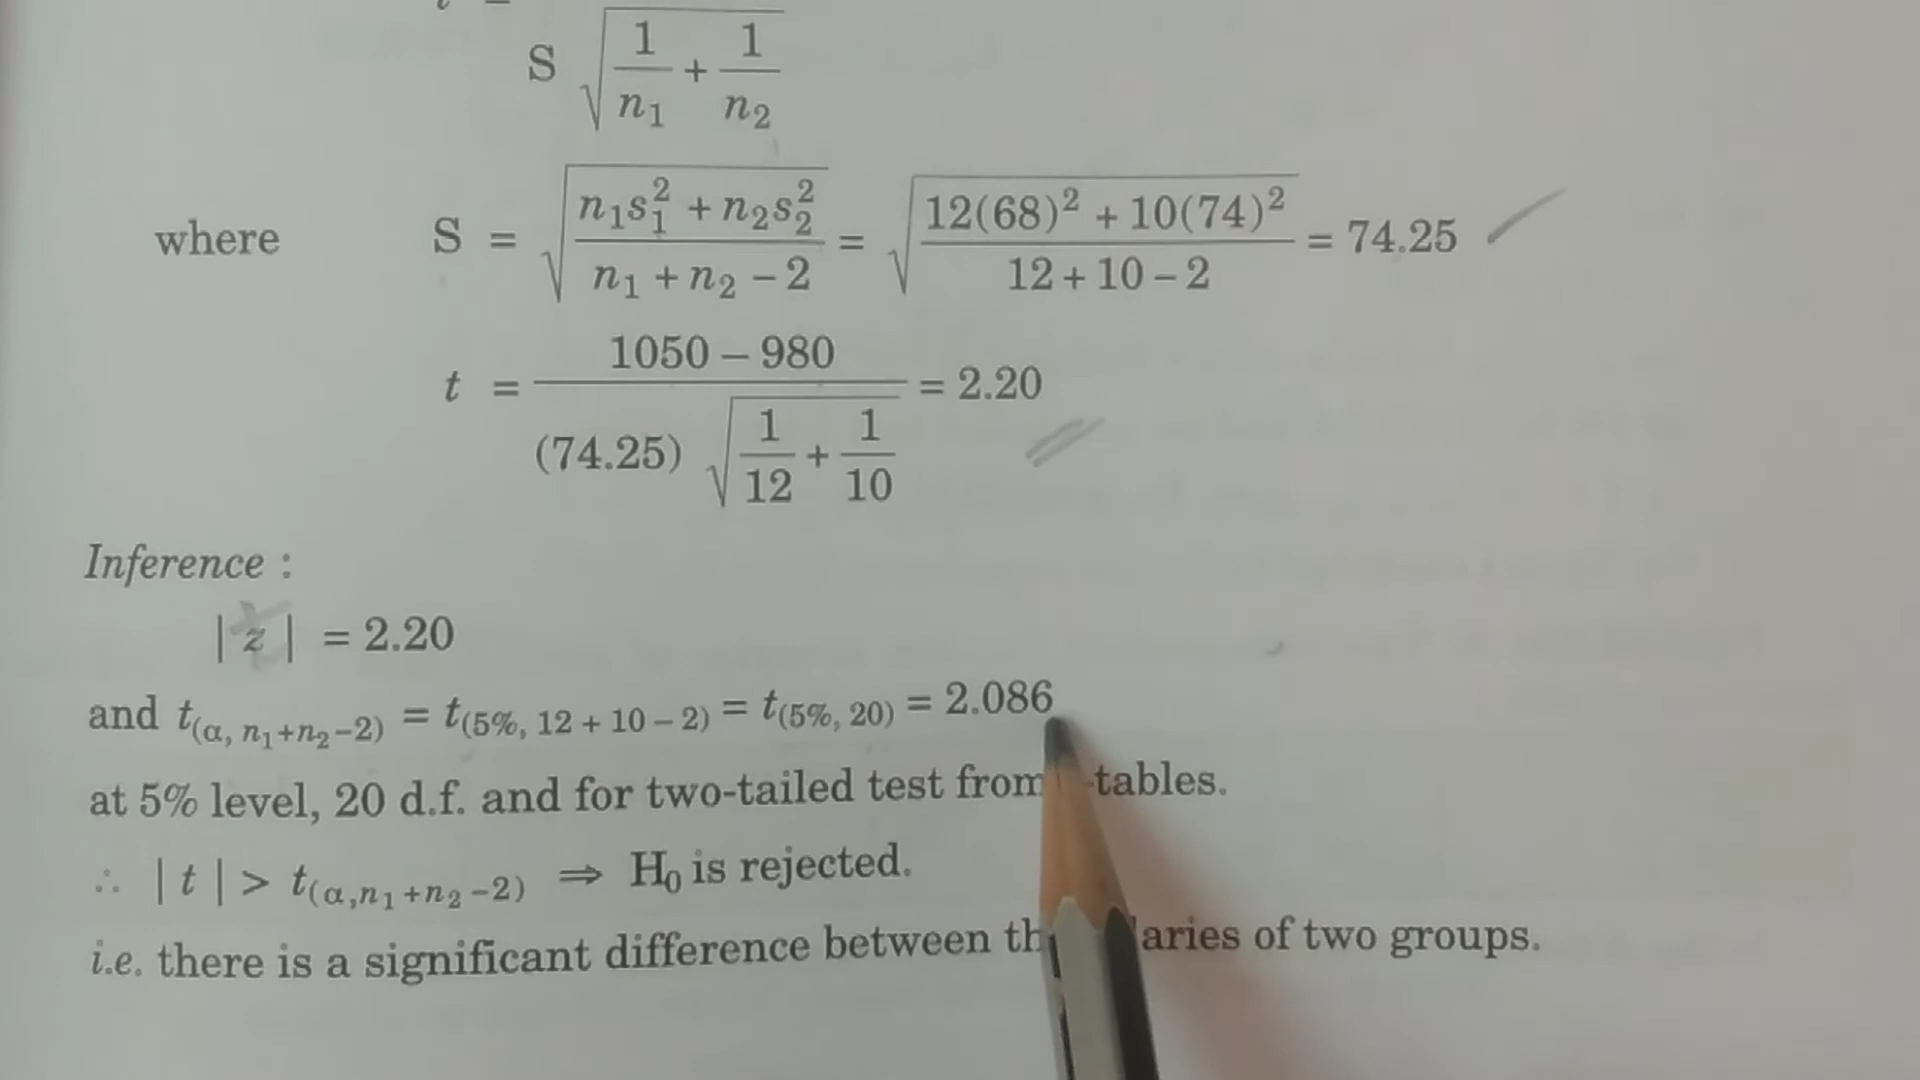 S √(1/n₁ + 1/n₂)
where S = √((n₁s₁² + n₂s₂²)/(n₁ + n₂ − 2)) = √((12(68)² + 10(74)²)/(12 + 10 − 2)) = 74.25
t = (1050 − 980)/((74.25) √(1/12 + 1/10)) = 2.20
Inference :
| z | = 2.20
and t(α, n₁+n₂−2) = t(5%, 12 + 10 − 2) = t(5%, 20) = 2.086
at 5% level, 20 d.f. and for two-tailed test from -tables.
∴ | t | > t(α,n₁+n₂−2) ⇒ H₀ is rejected.
i.e. there is a significant difference between of two groups.